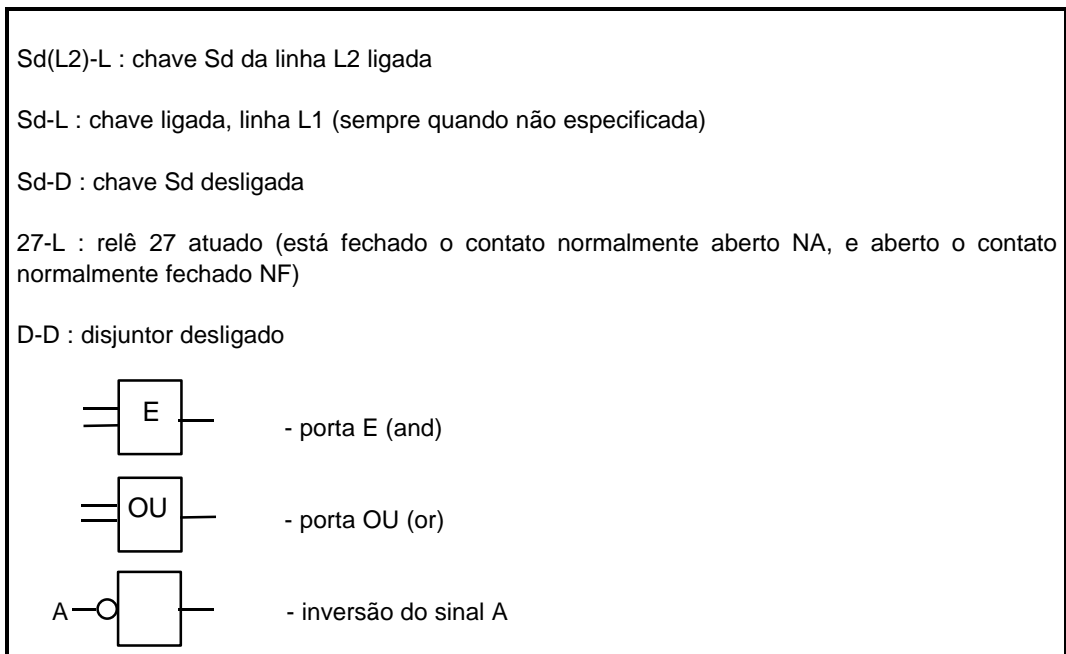 Sd(L2)-L : chave Sd da linha L2 ligada
Sd-L : chave ligada, linha L1 (sempre quando não especificada)
Sd-D : chave Sd desligada
27-L : relê 27 atuado (está fechado o contato normalmente aberto NA, e aberto o contato
normalmente fechado NF)
D-D : disjuntor desligado
E - porta E (and)
OU - porta OU (or)
A - inversão do sinal A